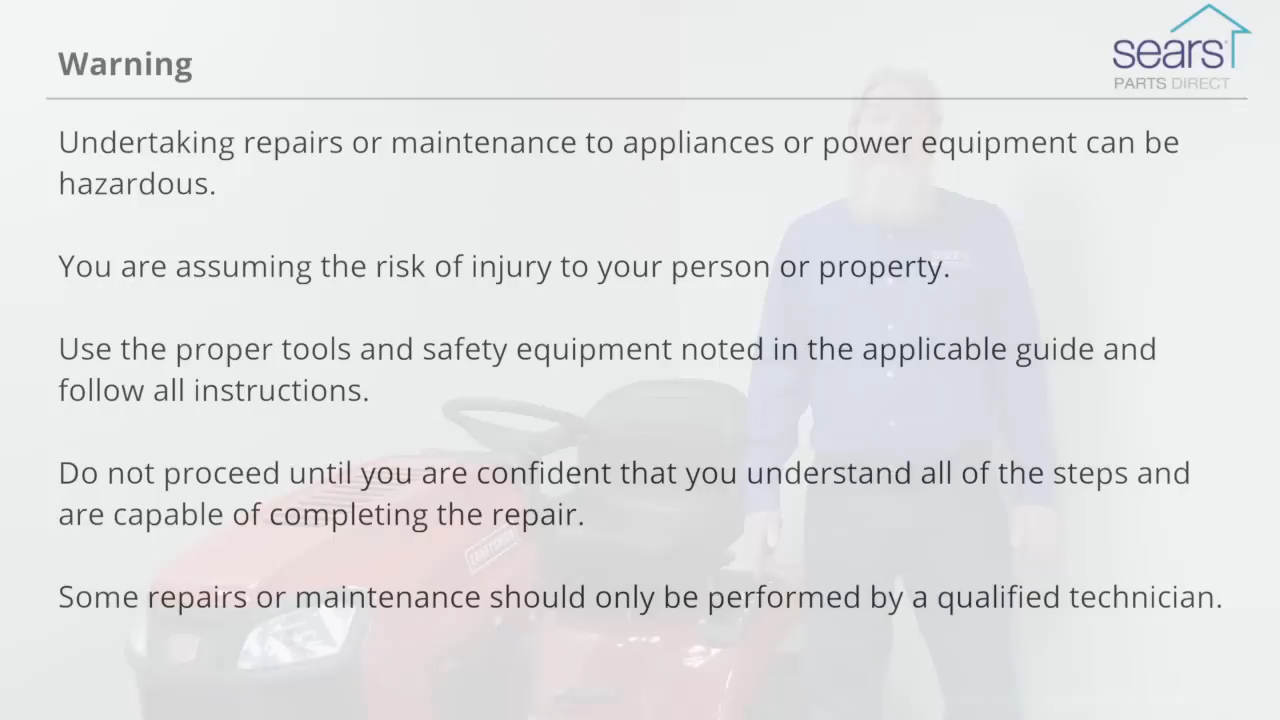 Warning
sears
PARTS DIRECT
Undertaking repairs or maintenance to appliances or power equipment can be
hazardous.
You are assuming the risk of injury to your person or property.
Use the proper tools and safety equipment noted in the applicable guide and
follow all instructions.
Do not proceed until you are confident that you understand all of the steps and
are capable of completing the repair.
CRAFTSMAN
Some repairs or maintenance should only be performed by a qualified technician.